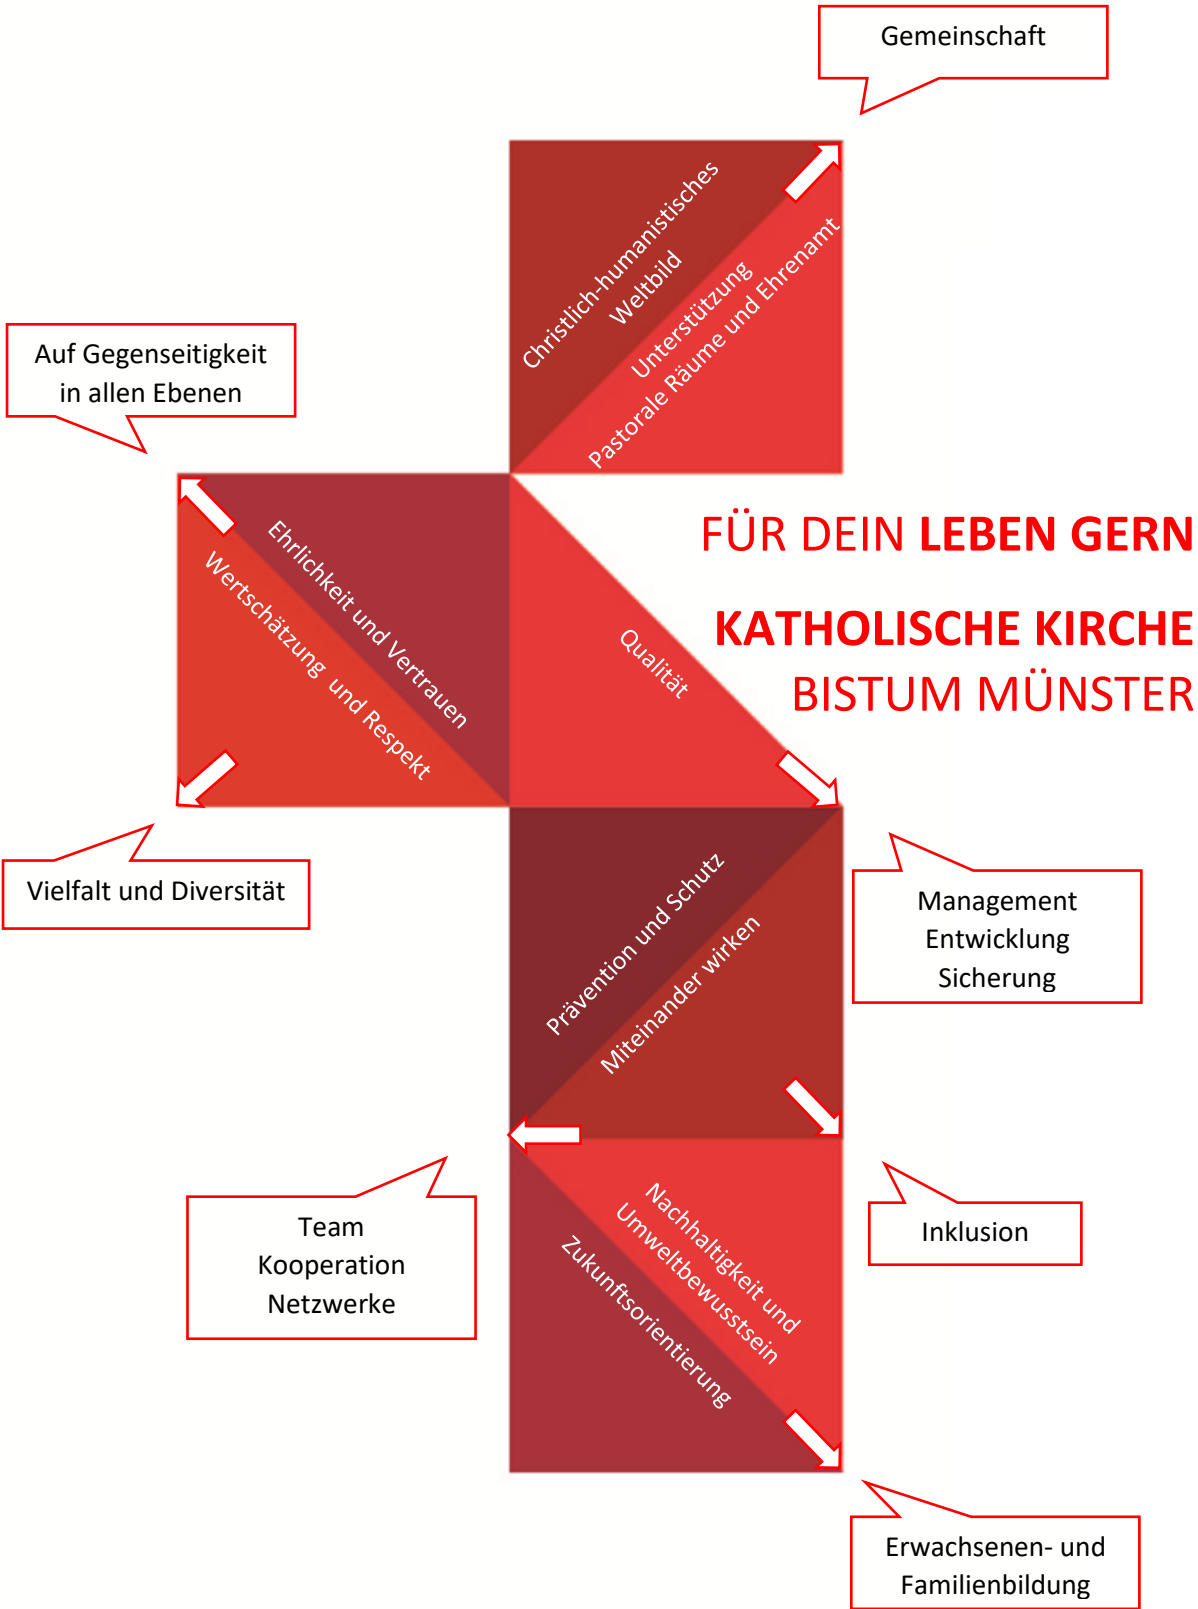 Gemeinschaft
Christlich-humanistisches
Weltbild
Unterstützung
Pastorale Räume und Ehrenamt
Auf Gegenseitigkeit
in allen Ebenen
Ehrlichkeit und Vertrauen
Wertschätzung und Respekt
Qualität
FÜR DEIN LEBEN GERN
KATHOLISCHE KIRCHE
BISTUM MÜNSTER
Vielfalt und Diversität
Management
Entwicklung
Sicherung
Prävention und Schutz
Miteinander wirken
Team
Kooperation
Netzwerke
Inklusion
Nachhaltigkeit und
Umweltbewusstsein
Zukunftsorientierung
Erwachsenen- und
Familienbildung